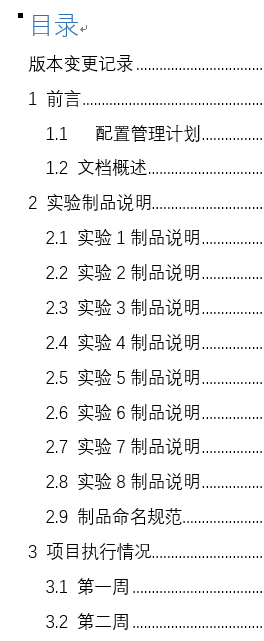 目录
版本变更记录
1 前言
1.1 配置管理计划
1.2 文档概述
2 实验制品说明
2.1 实验 1 制品说明
2.2 实验 2 制品说明
2.3 实验 3 制品说明
2.4 实验 4 制品说明
2.5 实验 5 制品说明
2.6 实验 6 制品说明
2.7 实验 7 制品说明
2.8 实验 8 制品说明
2.9 制品命名规范
3 项目执行情况
3.1 第一周
3.2 第二周